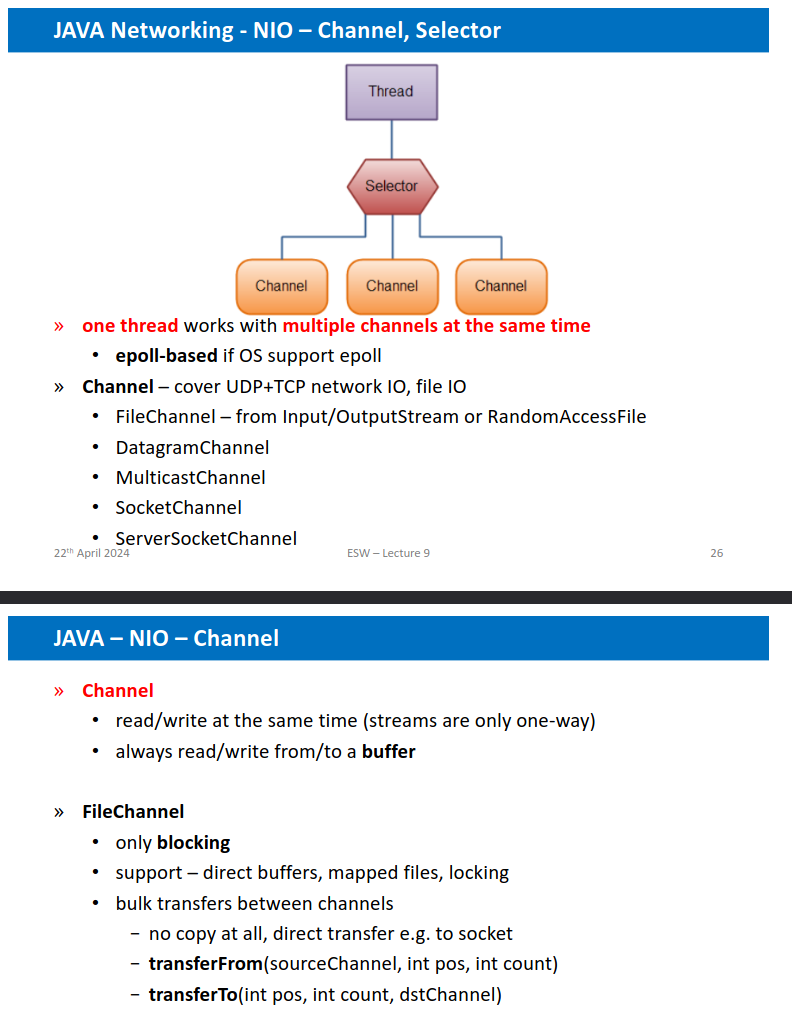 JAVA Networking - NIO – Channel, Selector
Thread
Selector
Channel Channel Channel
» one thread works with multiple channels at the same time
• epoll-based if OS support epoll
» Channel – cover UDP+TCP network IO, file IO
• FileChannel – from Input/OutputStream or RandomAccessFile
• DatagramChannel
• MulticastChannel
• SocketChannel
• ServerSocketChannel
22th April 2024 ESW – Lecture 9 26
JAVA – NIO – Channel
» Channel
• read/write at the same time (streams are only one-way)
• always read/write from/to a buffer
» FileChannel
• only blocking
• support – direct buffers, mapped files, locking
• bulk transfers between channels
– no copy at all, direct transfer e.g. to socket
– transferFrom(sourceChannel, int pos, int count)
– transferTo(int pos, int count, dstChannel)